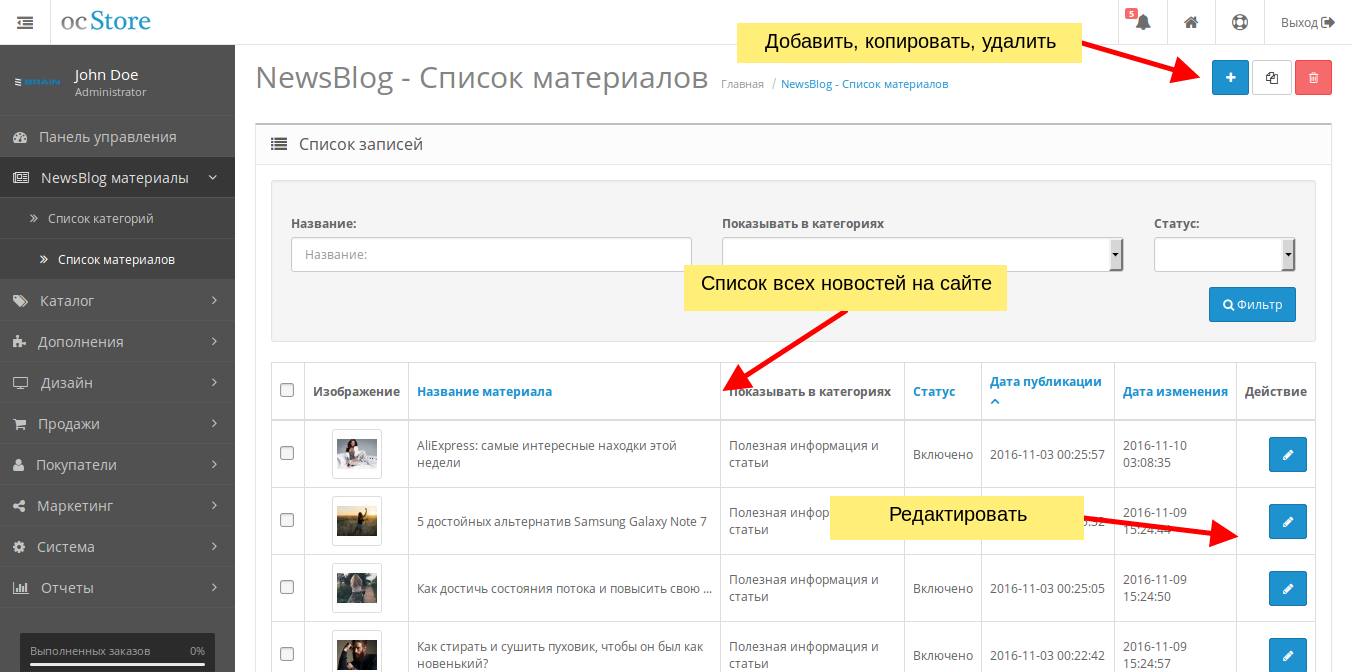 ocStore
5
Выход
Добавить, копировать, удалить
BRAIN
John Doe
Administrator
NewsBlog - Список материалов
Главная / NewsBlog - Список материалов
Панель управления
NewsBlog материалы
Список категорий
Список материалов
Каталог
Дополнения
Дизайн
Продажи
Покупатели
Маркетинг
Система
Отчеты
Выполненных заказов 0%
Список записей
Название:
Показывать в категориях
Статус:
Название:
Список всех новостей на сайте
Фильтр
Изображение
Название материала
Показывать в категориях
Статус
Дата публикации
Дата изменения
Действие
AliExpress: самые интересные находки этой
недели
Полезная информация и
статьи
Включено
2016-11-03 00:25:57
2016-11-10
03:08:35
5 достойных альтернатив Samsung Galaxy Note 7
Полезная инфор
статьи
Редактировать
2016-11-09
15:24:44
Как достичь состояния потока и повысить свою ...
Полезная информация и
статьи
Включено
2016-11-03 00:25:05
2016-11-09
15:24:50
Как стирать и сушить пуховик, чтобы он был как
новенький?
Полезная информация и
статьи
Включено
2016-11-03 00:22:42
2016-11-09
15:24:57